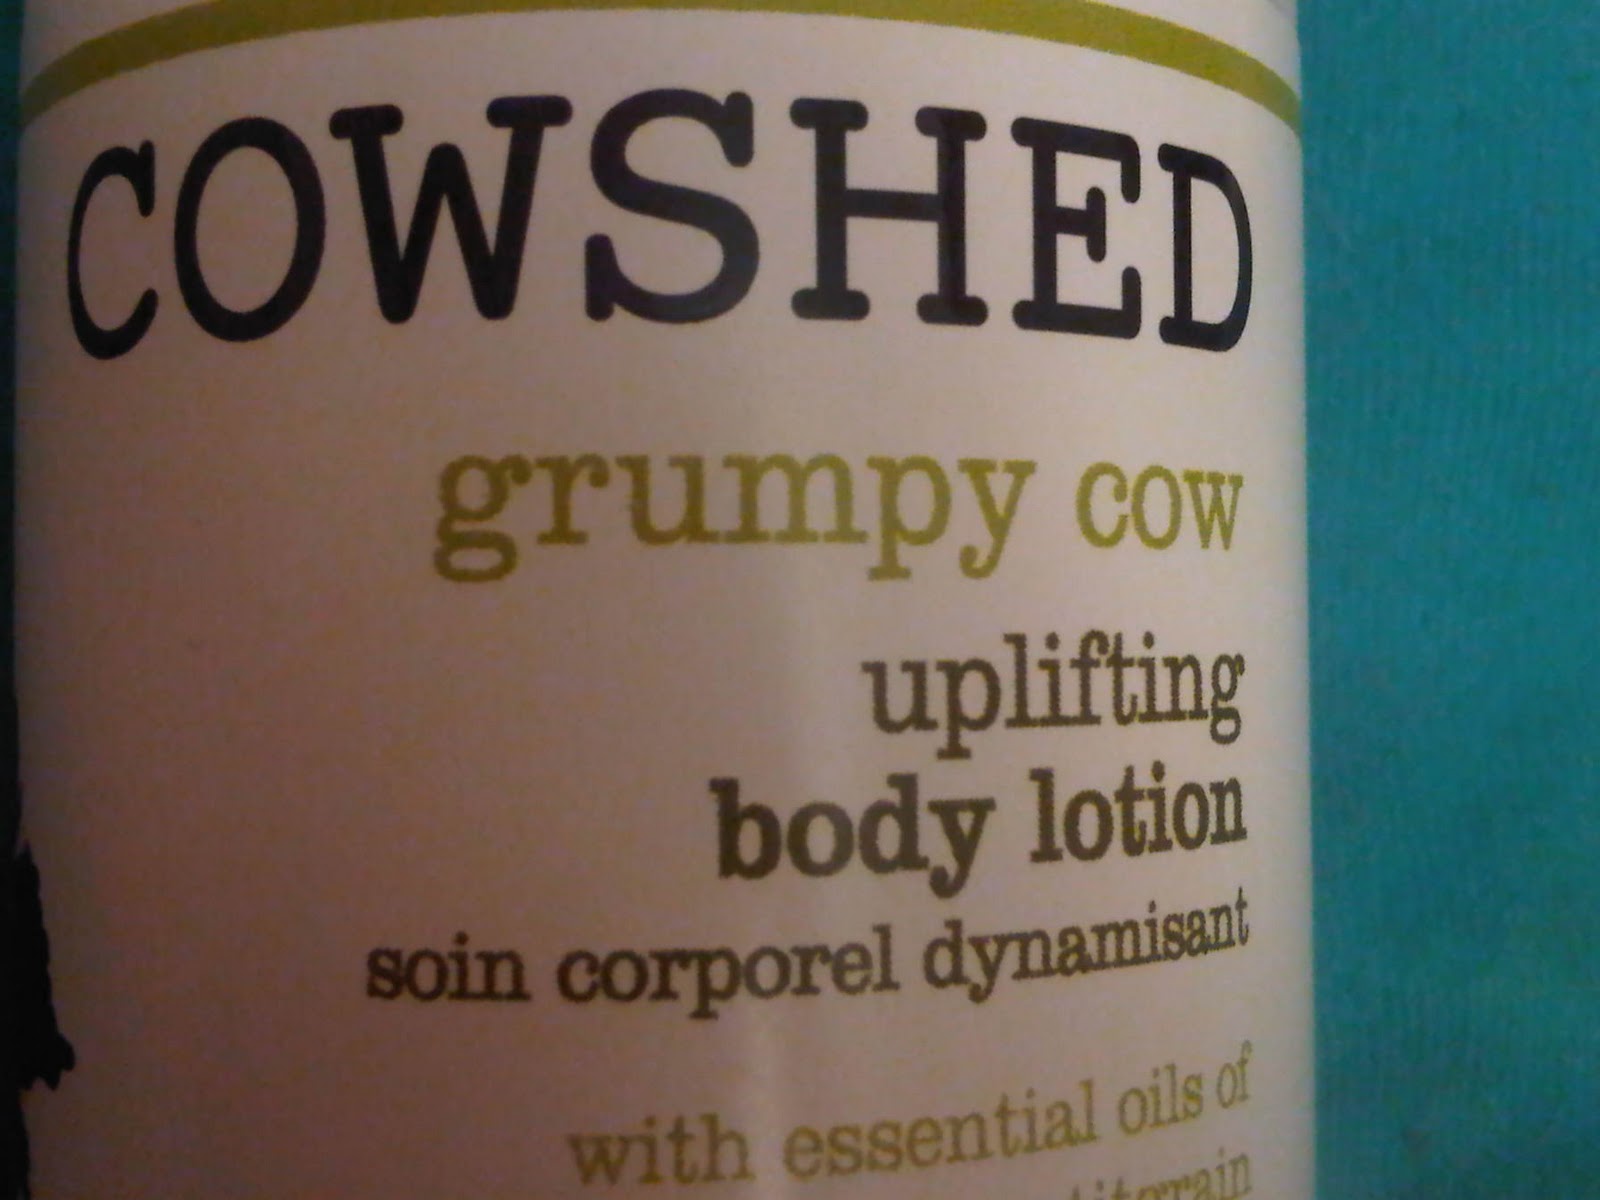 COWSHED
grumpy cow
uplifting
body lotion
soin corporel dynamisant
with essential oils of